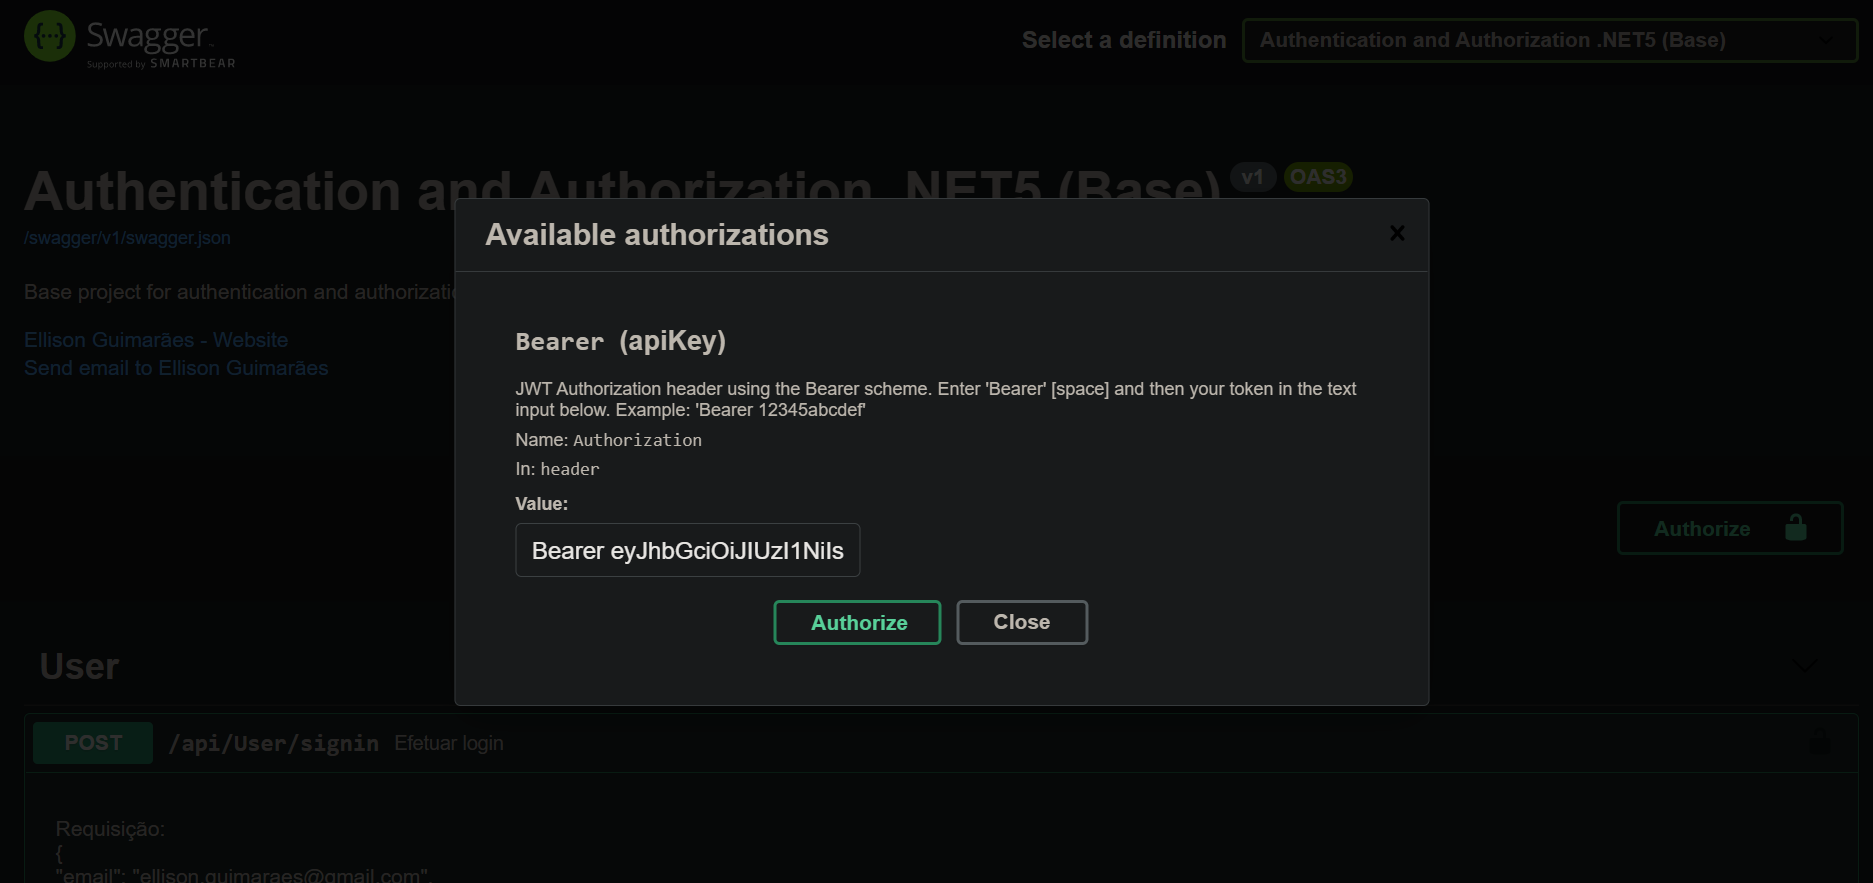 Swagger
Supported by SMARTBEAR
Select a definition
Authentication and Authorization .NET5 (Base)
Authentication and Authorization .NET5 (Base)
v1
OAS3
/swagger/v1/swagger.json
Base project for authentication and
Ellison Guimarães - Website
Send email to Ellison Guimarães
Available authorizations
Bearer (apiKey)
JWT Authorization header using the Bearer scheme. Enter 'Bearer' [space] and then your token in the text
input below. Example: 'Bearer 12345abcdef'
Name: Authorization
In: header
Value:
Bearer eyJhbGciOiJIUzI1NiIs
Authorize
Close
Authorize
User
POST
/api/User/signin
Efetuar login
Requisição:
{
"email": "ellison.guimaraes@gmail.com",